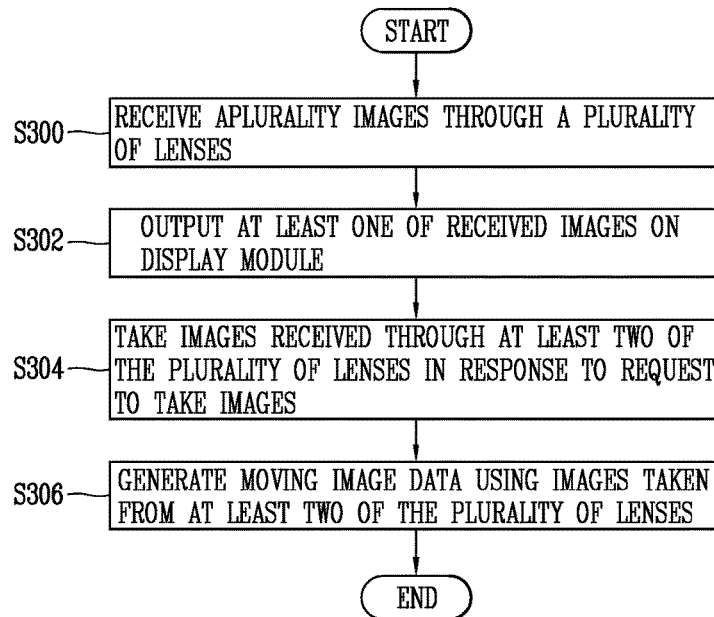 START
S300
RECEIVE APLURALITY IMAGES THROUGH A PLURALITY
OF LENSES
S302
OUTPUT AT LEAST ONE OF RECEIVED IMAGES ON
DISPLAY MODULE
S304
TAKE IMAGES RECEIVED THROUGH AT LEAST TWO OF
THE PLURALITY OF LENSES IN RESPONSE TO REQUEST
TO TAKE IMAGES
S306
GENERATE MOVING IMAGE DATA USING IMAGES TAKEN
FROM AT LEAST TWO OF THE PLURALITY OF LENSES
END